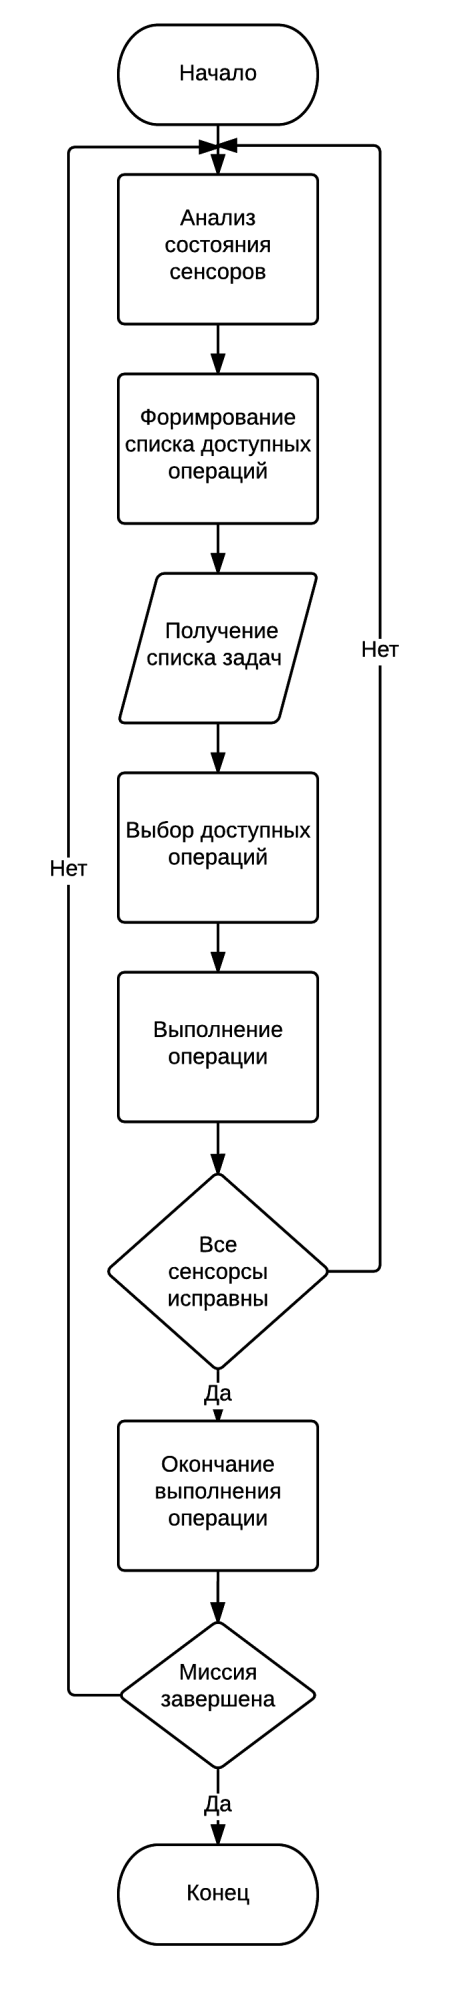 Начало
Анализ
состояния
сенсоров
Форимрование
списка доступных
операций
Получение
списка задач
Нет
Выбор доступных
операций
Нет
Выполнение
операции
Все
сенсорсы
исправны
Да
Окончание
выполнения
операции
Миссия
завершена
Да
Конец